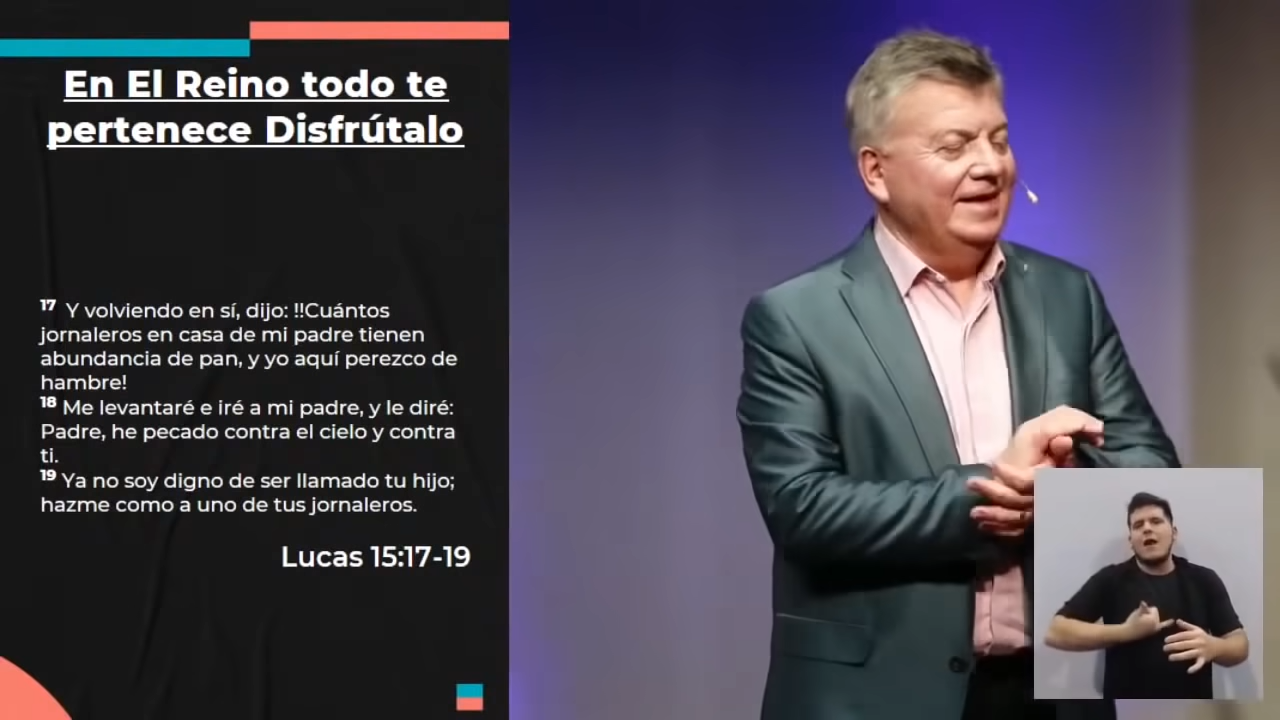 En El Reino todo te
pertenece Disfrútalo
17 Y volviendo en sí, dijo: !!Cuántos
jornaleros en casa de mi padre tienen
abundancia de pan, y yo aquí perezco de
hambre!
18 Me levantaré e iré a mi padre, y le diré:
Padre, he pecado contra el cielo y contra
ti.
19 Ya no soy digno de ser llamado tu hijo;
hazme como a uno de tus jornaleros.
Lucas 15:17-19